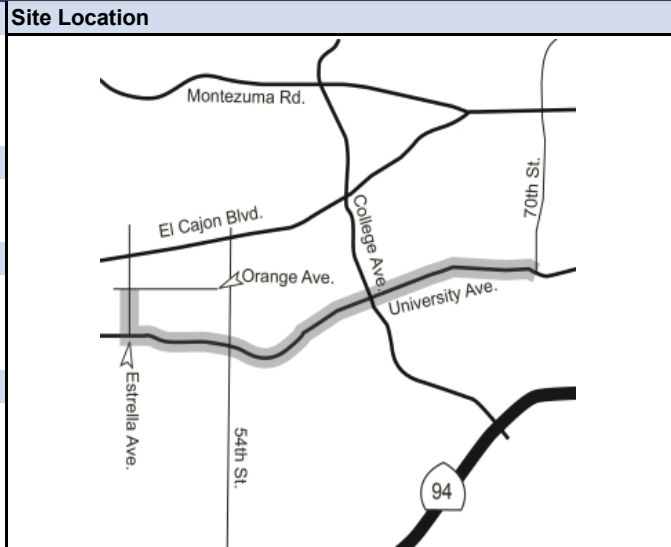 Site Location
Montezuma Rd.
70th St.
El Cajon Blvd.
College Ave.
Orange Ave.
University Ave.
Estrella Ave.
54th St.
94